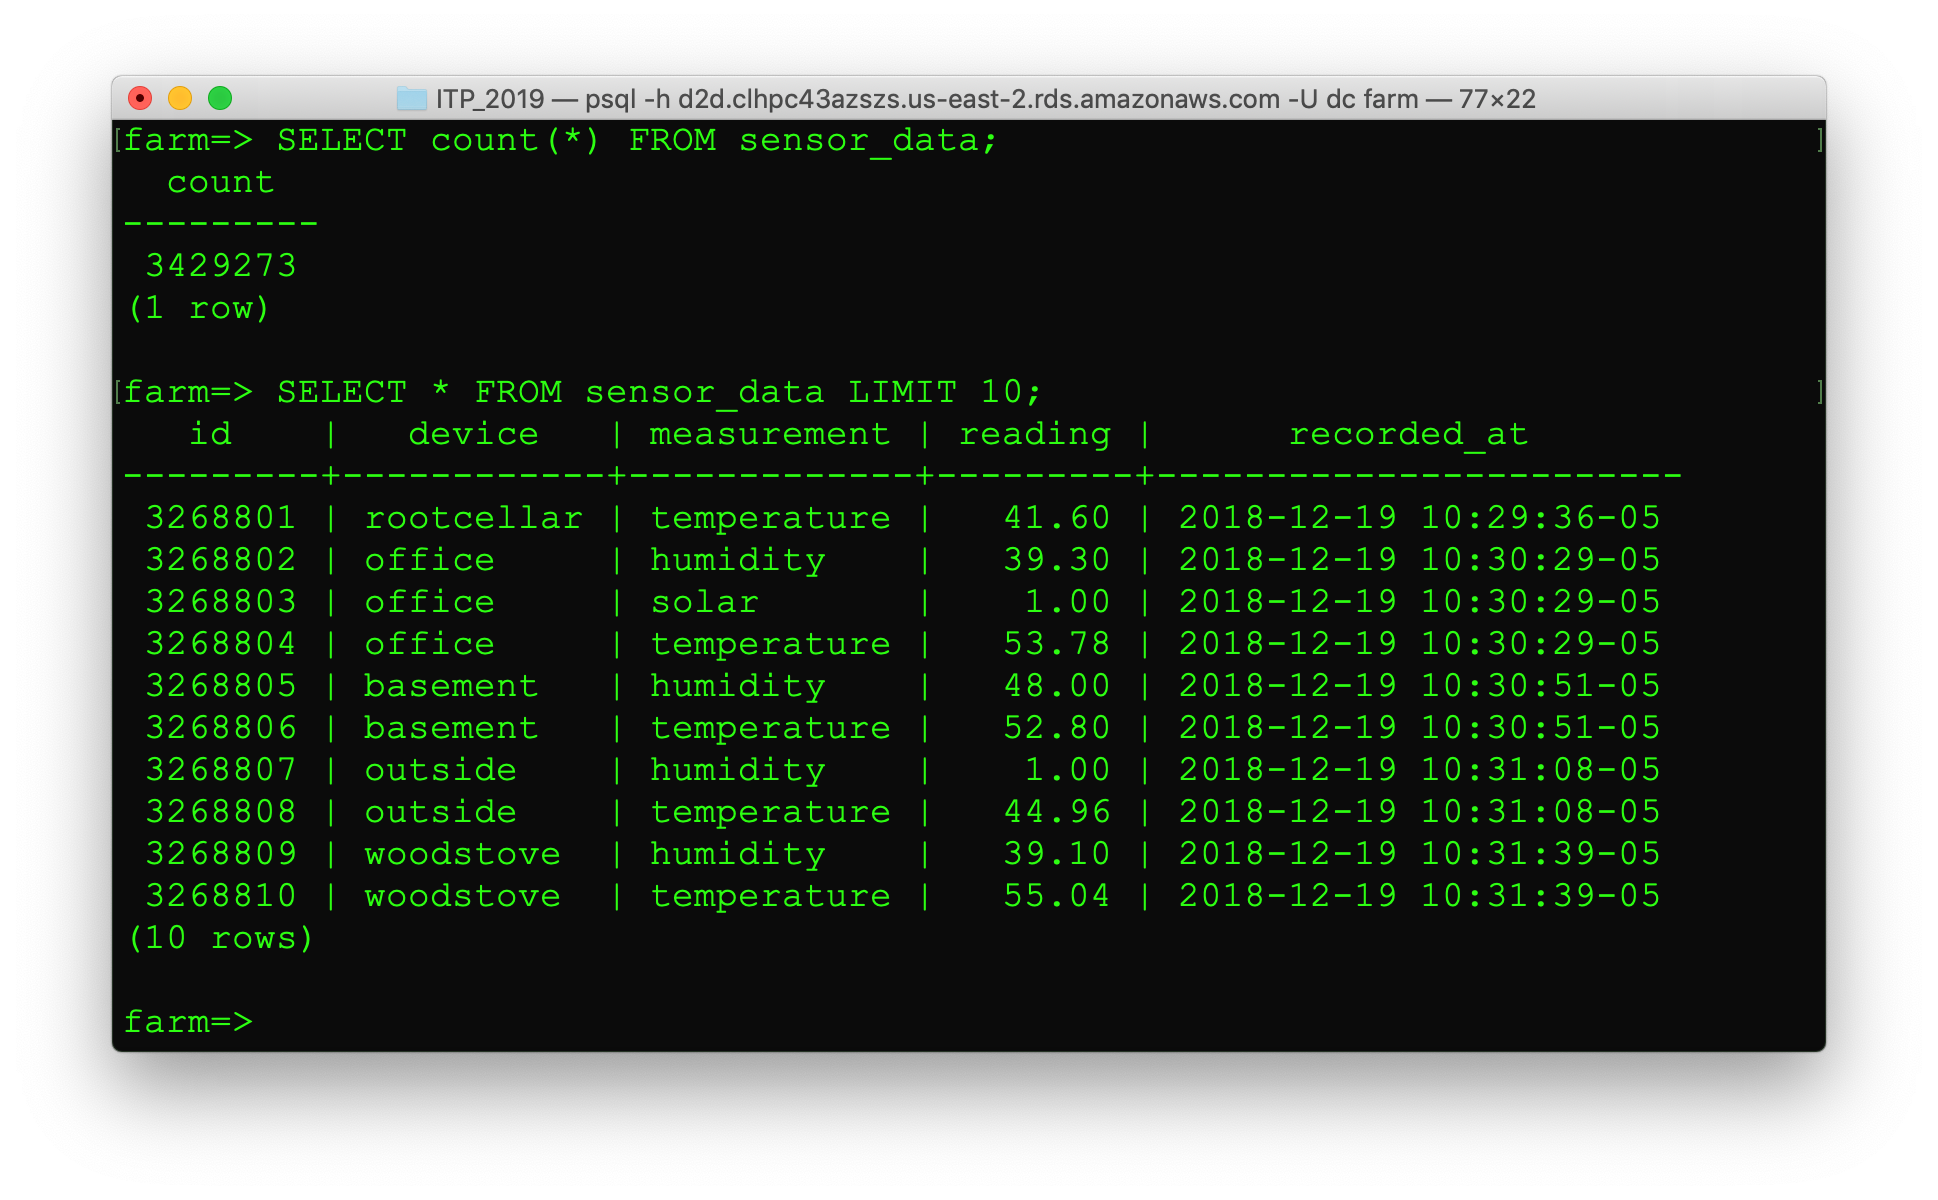 ITP_2019 — psql -h d2d.clhpc43azszs.us-east-2.rds.amazonaws.com -U dc farm — 77×22
[farm=> SELECT count(*) FROM sensor_data; ]
  count
---------
 3429273
(1 row)

[farm=> SELECT * FROM sensor_data LIMIT 10; ]
   id    |   device   | measurement | reading |      recorded_at
---------+------------+-------------+---------+------------------------
 3268801 | rootcellar | temperature |   41.60 | 2018-12-19 10:29:36-05
 3268802 | office     | humidity    |   39.30 | 2018-12-19 10:30:29-05
 3268803 | office     | solar       |    1.00 | 2018-12-19 10:30:29-05
 3268804 | office     | temperature |   53.78 | 2018-12-19 10:30:29-05
 3268805 | basement   | humidity    |   48.00 | 2018-12-19 10:30:51-05
 3268806 | basement   | temperature |   52.80 | 2018-12-19 10:30:51-05
 3268807 | outside    | humidity    |    1.00 | 2018-12-19 10:31:08-05
 3268808 | outside    | temperature |   44.96 | 2018-12-19 10:31:08-05
 3268809 | woodstove  | humidity    |   39.10 | 2018-12-19 10:31:39-05
 3268810 | woodstove  | temperature |   55.04 | 2018-12-19 10:31:39-05
(10 rows)

farm=>